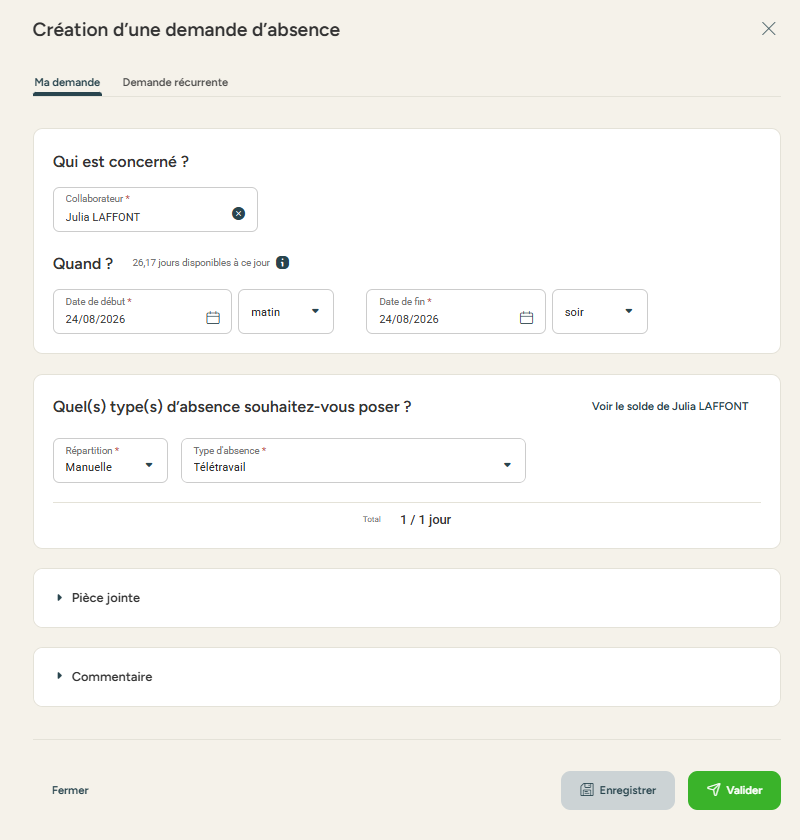 Création d’une demande d’absence
Ma demande
Demande récurrente
Qui est concerné ?
Collaborateur *
Julia LAFFONT
Quand ?
26,17 jours disponibles à ce jour
Date de début *
24/08/2026
matin
Date de fin *
24/08/2026
soir
Quel(s) type(s) d’absence souhaitez-vous poser ?
Voir le solde de Julia LAFFONT
Répartition *
Manuelle
Type d'absence *
Télétravail
Total
1 / 1 jour
Pièce jointe
Commentaire
Fermer
Enregistrer
Valider